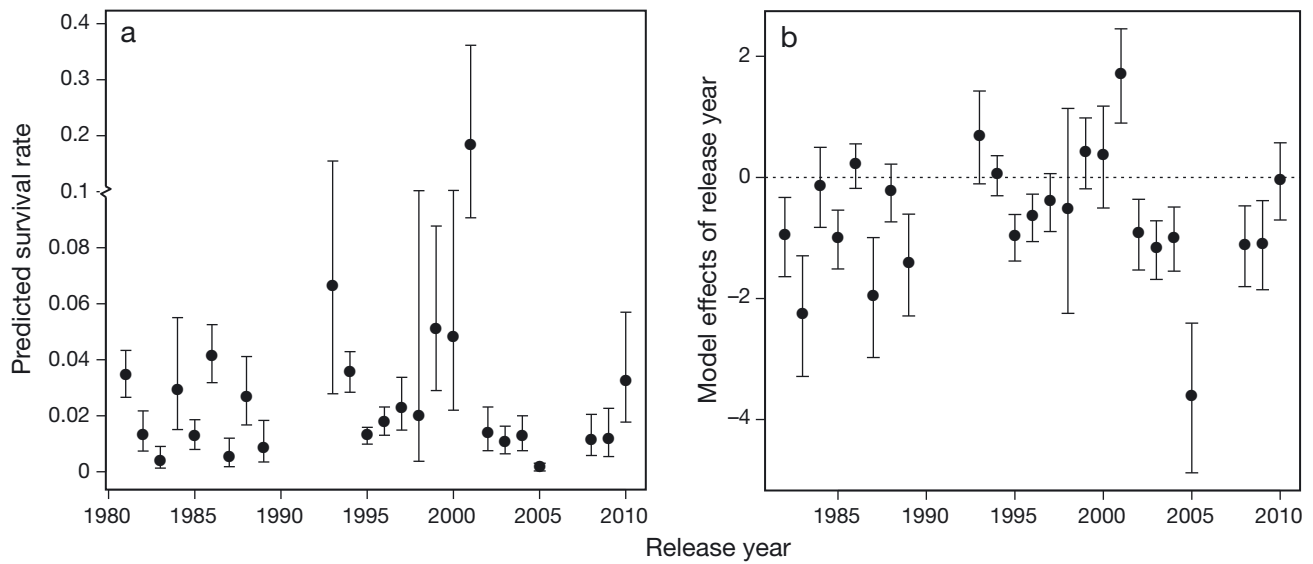 a
Predicted survival rate
0.4
0.3
0.2
0.1
0.08
0.06
0.04
0.02
0
1980 1985 1990 1995 2000 2005 2010
b
Model effects of release year
2
0
−2
−4
1985 1990 1995 2000 2005 2010
Release year